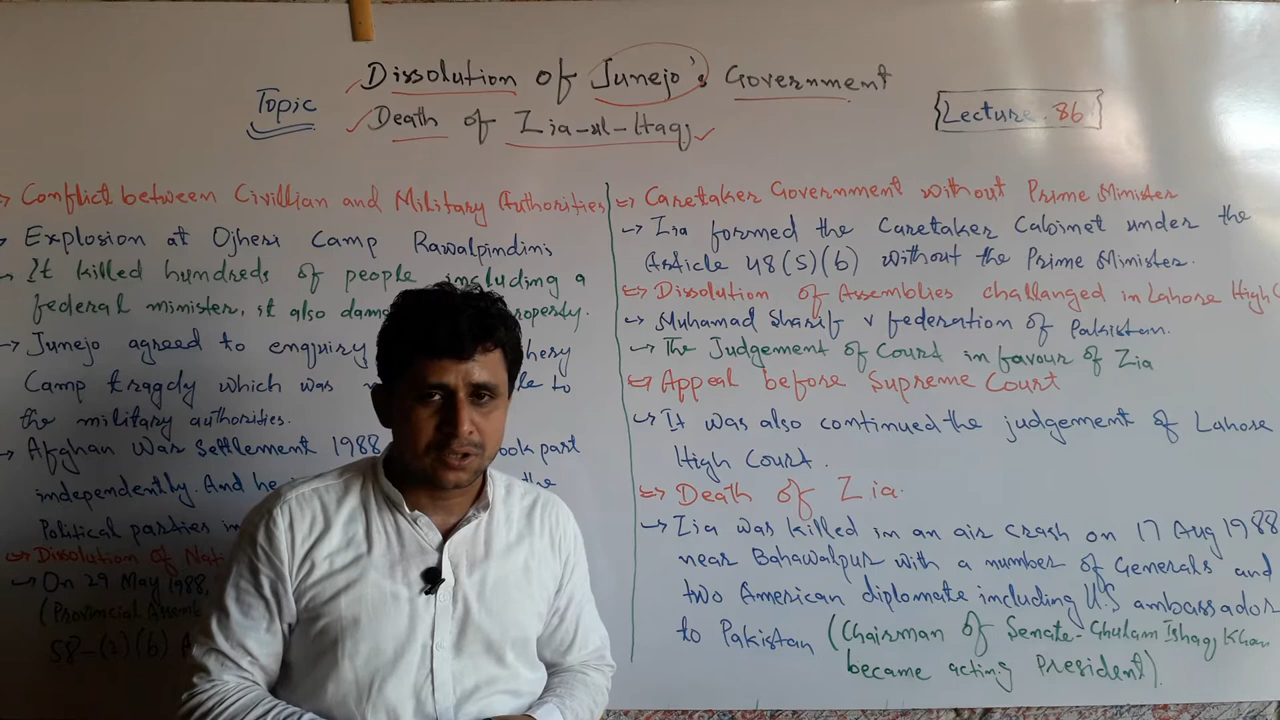 Topic
Dissolution of Junejo's Government
Death of Zia-ul-Haq
Lecture. 86
Conflict between Civillian and Military Authorities
Explosion at Ojheri Camp Rawalpindi
It killed hundreds of people including a
federal minister, it also property.
Junejo agreed to enquiry
Camp tragdy which was to
the military authorities.
Afghan War Settlement 1988 part
independently. And he the
Political parties in
Dissolution of
On 29 May 1988,
(Provincial
58-(2)(b)
Caretaker Government without Prime Minister
Zia formed the Caretaker Cabinet under the
Article 48(5)(b) without the Prime Minister.
Dissolution of Assemblies challanged in Lahore High
Muhamad Sharif v federation of Pakistan.
The Judgement of Court in favour of Zia
Appeal before Supreme Court
It was also continued the judgement of Lahore
High Court.
Death of Zia.
Zia was killed in an air crash on 17 Aug 1988
near Bahawalpur with a number of Generals and
two American diplomate including U.S ambassador
to Pakistan (Chairman of Senate-Ghulam Ishaq Khan
became acting President).